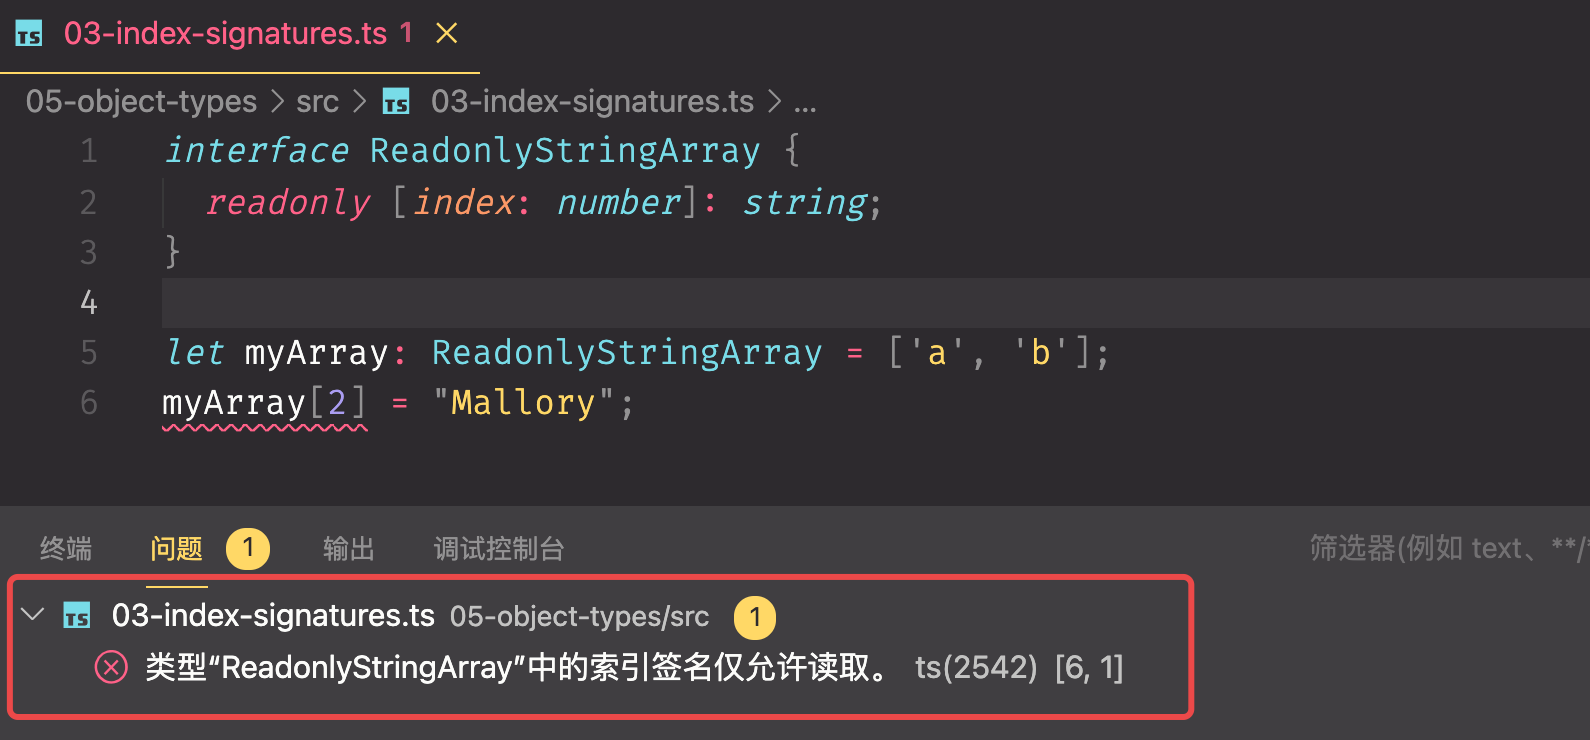 TS 03-index-signatures.ts 1
05-object-types > src > TS 03-index-signatures.ts > ...
1 interface ReadonlyStringArray {
2 readonly [index: number]: string;
3 }
4
5 let myArray: ReadonlyStringArray = ['a', 'b'];
6 myArray[2] = "Mallory";
终端 问题 1 输出 调试控制台 筛选器(例如 text、**/
TS 03-index-signatures.ts 05-object-types/src 1
类型“ReadonlyStringArray”中的索引签名仅允许读取。 ts(2542) [6, 1]